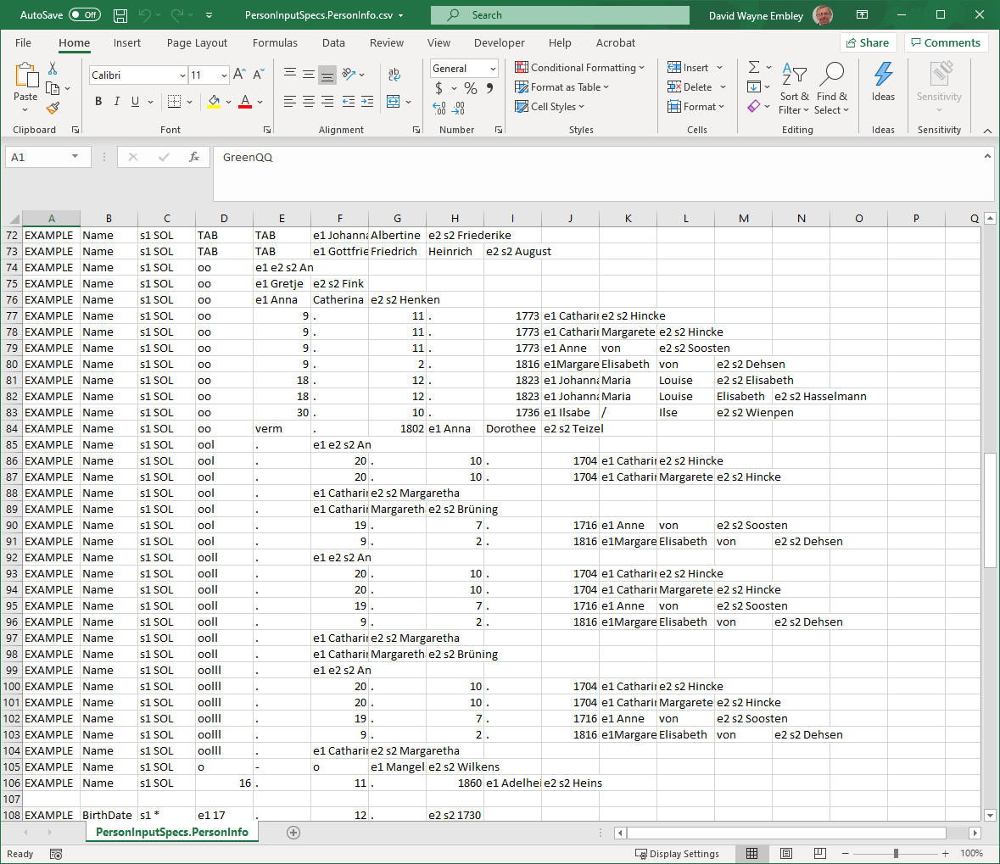 AutoSave Off PersonInputSpecs.PersonInfo.csv Search David Wayne Embley
File Home Insert Page Layout Formulas Data Review View Developer Help Acrobat Share Comments
Paste Calibri 11 A A ab General Conditional Formatting Insert Σ A Z
B I U A $ % , Format as Table Delete Sort & Find & Ideas Sensitivity
.00 Cell Styles Format Filter Select
Clipboard Font Alignment Number Styles Cells Editing Ideas Sensitivity
A1 fx GreenQQ
A B C D E F G H I J K L M N O P Q
72 EXAMPLE Name s1 SOL TAB TAB e1 Johanna Albertine e2 s2 Friederike
73 EXAMPLE Name s1 SOL TAB TAB e1 Gottfrie Friedrich Heinrich e2 s2 August
74 EXAMPLE Name s1 SOL oo e1 e2 s2 An
75 EXAMPLE Name s1 SOL oo e1 Gretje e2 s2 Fink
76 EXAMPLE Name s1 SOL oo e1 Anna Catherina e2 s2 Henken
77 EXAMPLE Name s1 SOL oo 9 . 11 . 1773 e1 Catharin e2 s2 Hincke
78 EXAMPLE Name s1 SOL oo 9 . 11 . 1773 e1 Catharin Margarete e2 s2 Hincke
79 EXAMPLE Name s1 SOL oo 9 . 11 . 1773 e1 Anne von e2 s2 Soosten
80 EXAMPLE Name s1 SOL oo 9 . 2 . 1816 e1Margare Elisabeth von e2 s2 Dehsen
81 EXAMPLE Name s1 SOL oo 18 . 12 . 1823 e1 Johanna Maria Louise e2 s2 Elisabeth
82 EXAMPLE Name s1 SOL oo 18 . 12 . 1823 e1 Johanna Maria Louise Elisabeth e2 s2 Hasselmann
83 EXAMPLE Name s1 SOL oo 30 . 10 . 1736 e1 Ilsabe / Ilse e2 s2 Wienpen
84 EXAMPLE Name s1 SOL oo verm . 1802 e1 Anna Dorothee e2 s2 Teizel
85 EXAMPLE Name s1 SOL ool . e1 e2 s2 An
86 EXAMPLE Name s1 SOL ool . 20 . 10 . 1704 e1 Catharin e2 s2 Hincke
87 EXAMPLE Name s1 SOL ool . 20 . 10 . 1704 e1 Catharin Margarete e2 s2 Hincke
88 EXAMPLE Name s1 SOL ool . e1 Catharin e2 s2 Margaretha
89 EXAMPLE Name s1 SOL ool . e1 Catharin Margareth e2 s2 Brüning
90 EXAMPLE Name s1 SOL ool . 19 . 7 . 1716 e1 Anne von e2 s2 Soosten
91 EXAMPLE Name s1 SOL ool . 9 . 2 . 1816 e1Margare Elisabeth von e2 s2 Dehsen
92 EXAMPLE Name s1 SOL ooll . e1 e2 s2 An
93 EXAMPLE Name s1 SOL ooll . 20 . 10 . 1704 e1 Catharin e2 s2 Hincke
94 EXAMPLE Name s1 SOL ooll . 20 . 10 . 1704 e1 Catharin Margarete e2 s2 Hincke
95 EXAMPLE Name s1 SOL ooll . 19 . 7 . 1716 e1 Anne von e2 s2 Soosten
96 EXAMPLE Name s1 SOL ooll . 9 . 2 . 1816 e1Margare Elisabeth von e2 s2 Dehsen
97 EXAMPLE Name s1 SOL ooll . e1 Catharin e2 s2 Margaretha
98 EXAMPLE Name s1 SOL ooll . e1 Catharin Margareth e2 s2 Brüning
99 EXAMPLE Name s1 SOL oolll . e1 e2 s2 An
100 EXAMPLE Name s1 SOL oolll . 20 . 10 . 1704 e1 Catharin e2 s2 Hincke
101 EXAMPLE Name s1 SOL oolll . 20 . 10 . 1704 e1 Catharin Margarete e2 s2 Hincke
102 EXAMPLE Name s1 SOL oolll . 19 . 7 . 1716 e1 Anne von e2 s2 Soosten
103 EXAMPLE Name s1 SOL oolll . 9 . 2 . 1816 e1Margare Elisabeth von e2 s2 Dehsen
104 EXAMPLE Name s1 SOL oolll . e1 Catharin e2 s2 Margaretha
105 EXAMPLE Name s1 SOL o - o e1 Mangel e2 s2 Wilkens
106 EXAMPLE Name s1 SOL 16 . 11 . 1860 e1 Adelhei e2 s2 Heins
107
108 EXAMPLE BirthDate s1 * e1 17 . 12 . e2 s2 1730
PersonInputSpecs.PersonInfo
Ready Display Settings 100%